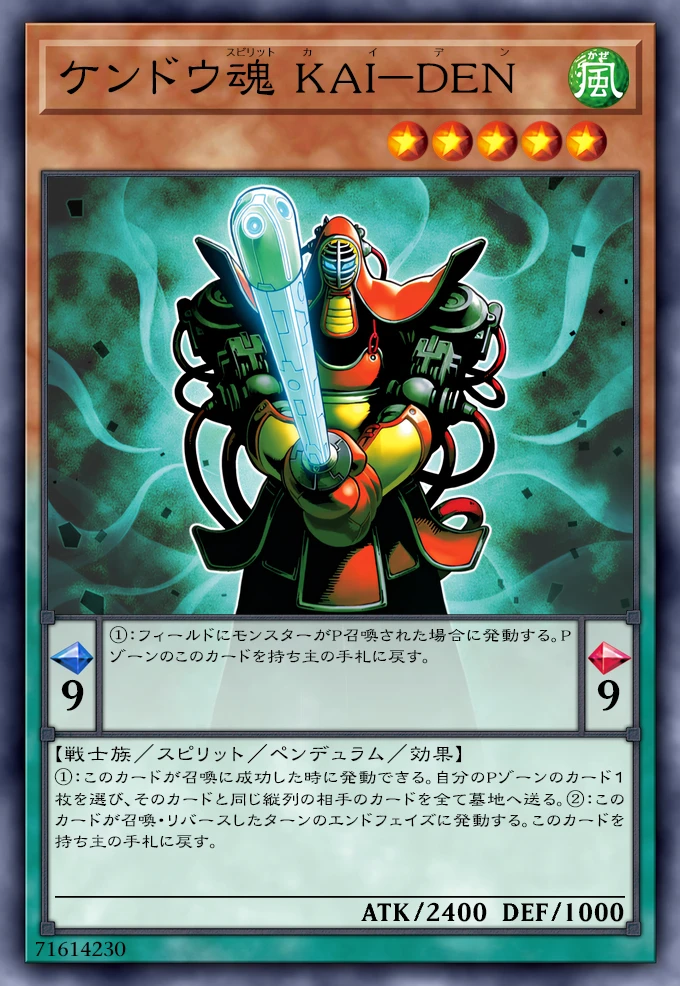 スピリット カイデン
ケンドウ魂 KAI－DEN
かぜ
風
①：フィールドにモンスターがP召喚された場合に発動する。P
ゾーンのこのカードを持ち主の手札に戻す。
9
9
【戦士族／スピリット／ペンデュラム／効果】
①：このカードが召喚に成功した時に発動できる。自分のPゾーンのカード1
枚を選び、そのカードと同じ縦列の相手のカードを全て墓地へ送る。②：この
カードが召喚・リバースしたターンのエンドフェイズに発動する。このカードを
持ち主の手札に戻す。
ATK/2400 DEF/1000
71614230